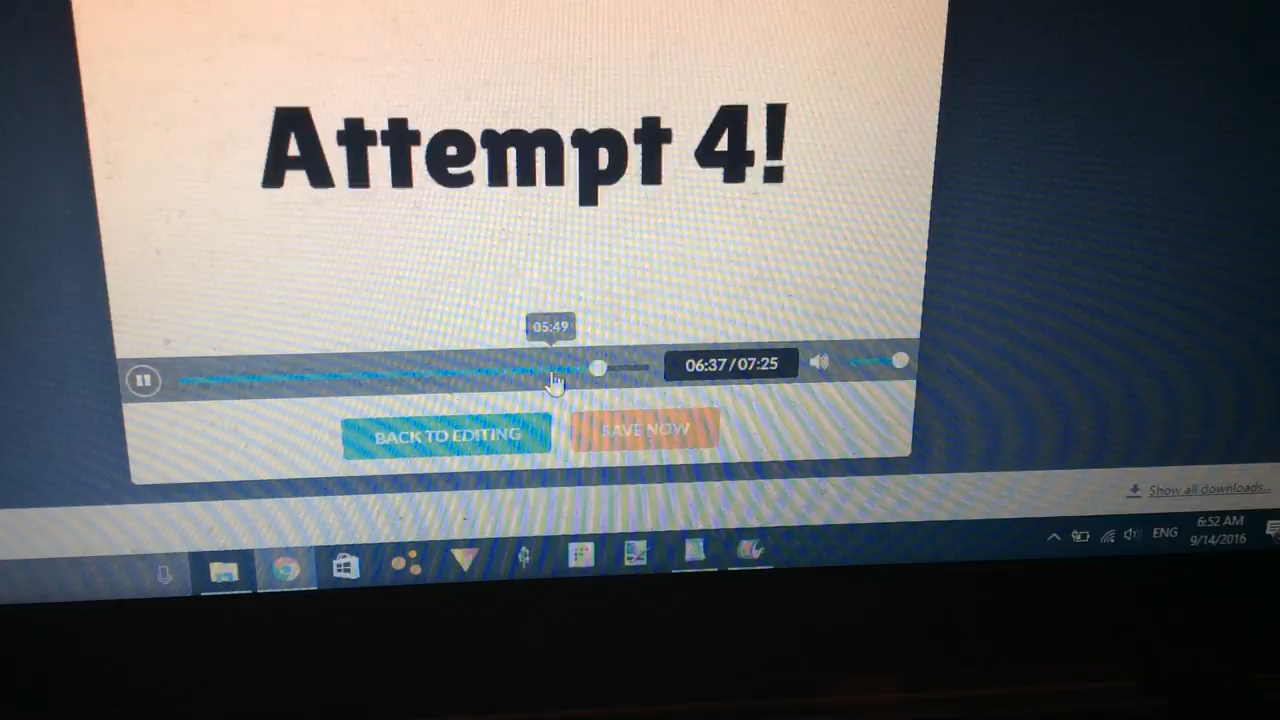 Attempt 4!
05:49
06:37 / 07:25
BACK TO EDITING
SAVE NOW
Show all downloads...
ENG
6:52 AM
9/14/2016